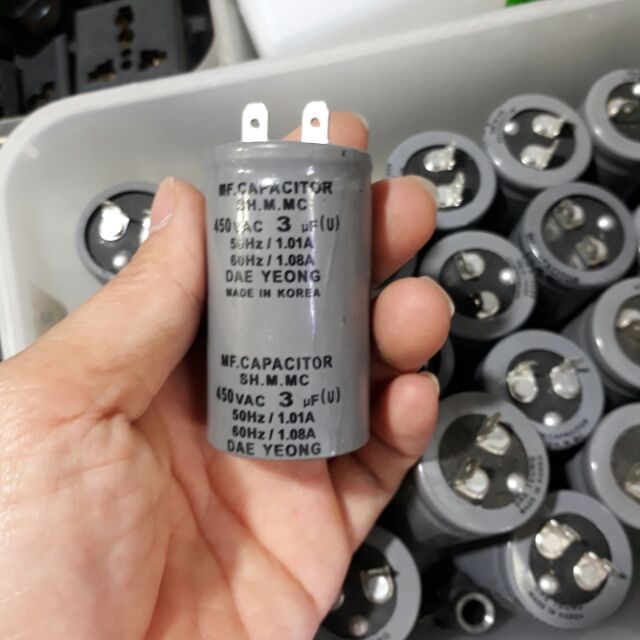 MF.CAPACITOR
SH.M.MC
450VAC 3 μF(U)
50Hz / 1.01A
60Hz / 1.08A
DAE YEONG
MADE IN KOREA
MF.CAPACITOR
SH.M.MC
450VAC 3 μF(U)
50Hz / 1.01A
60Hz / 1.08A
DAE YEONG